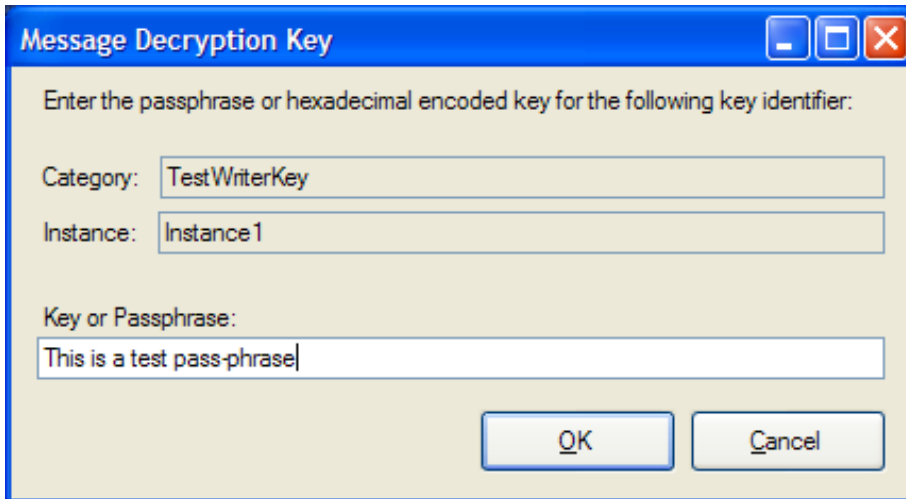 Message Decryption Key
Enter the passphrase or hexadecimal encoded key for the following key identifier:
Category: TestWriterKey
Instance: Instance1
Key or Passphrase:
This is a test pass-phrase
OK Cancel